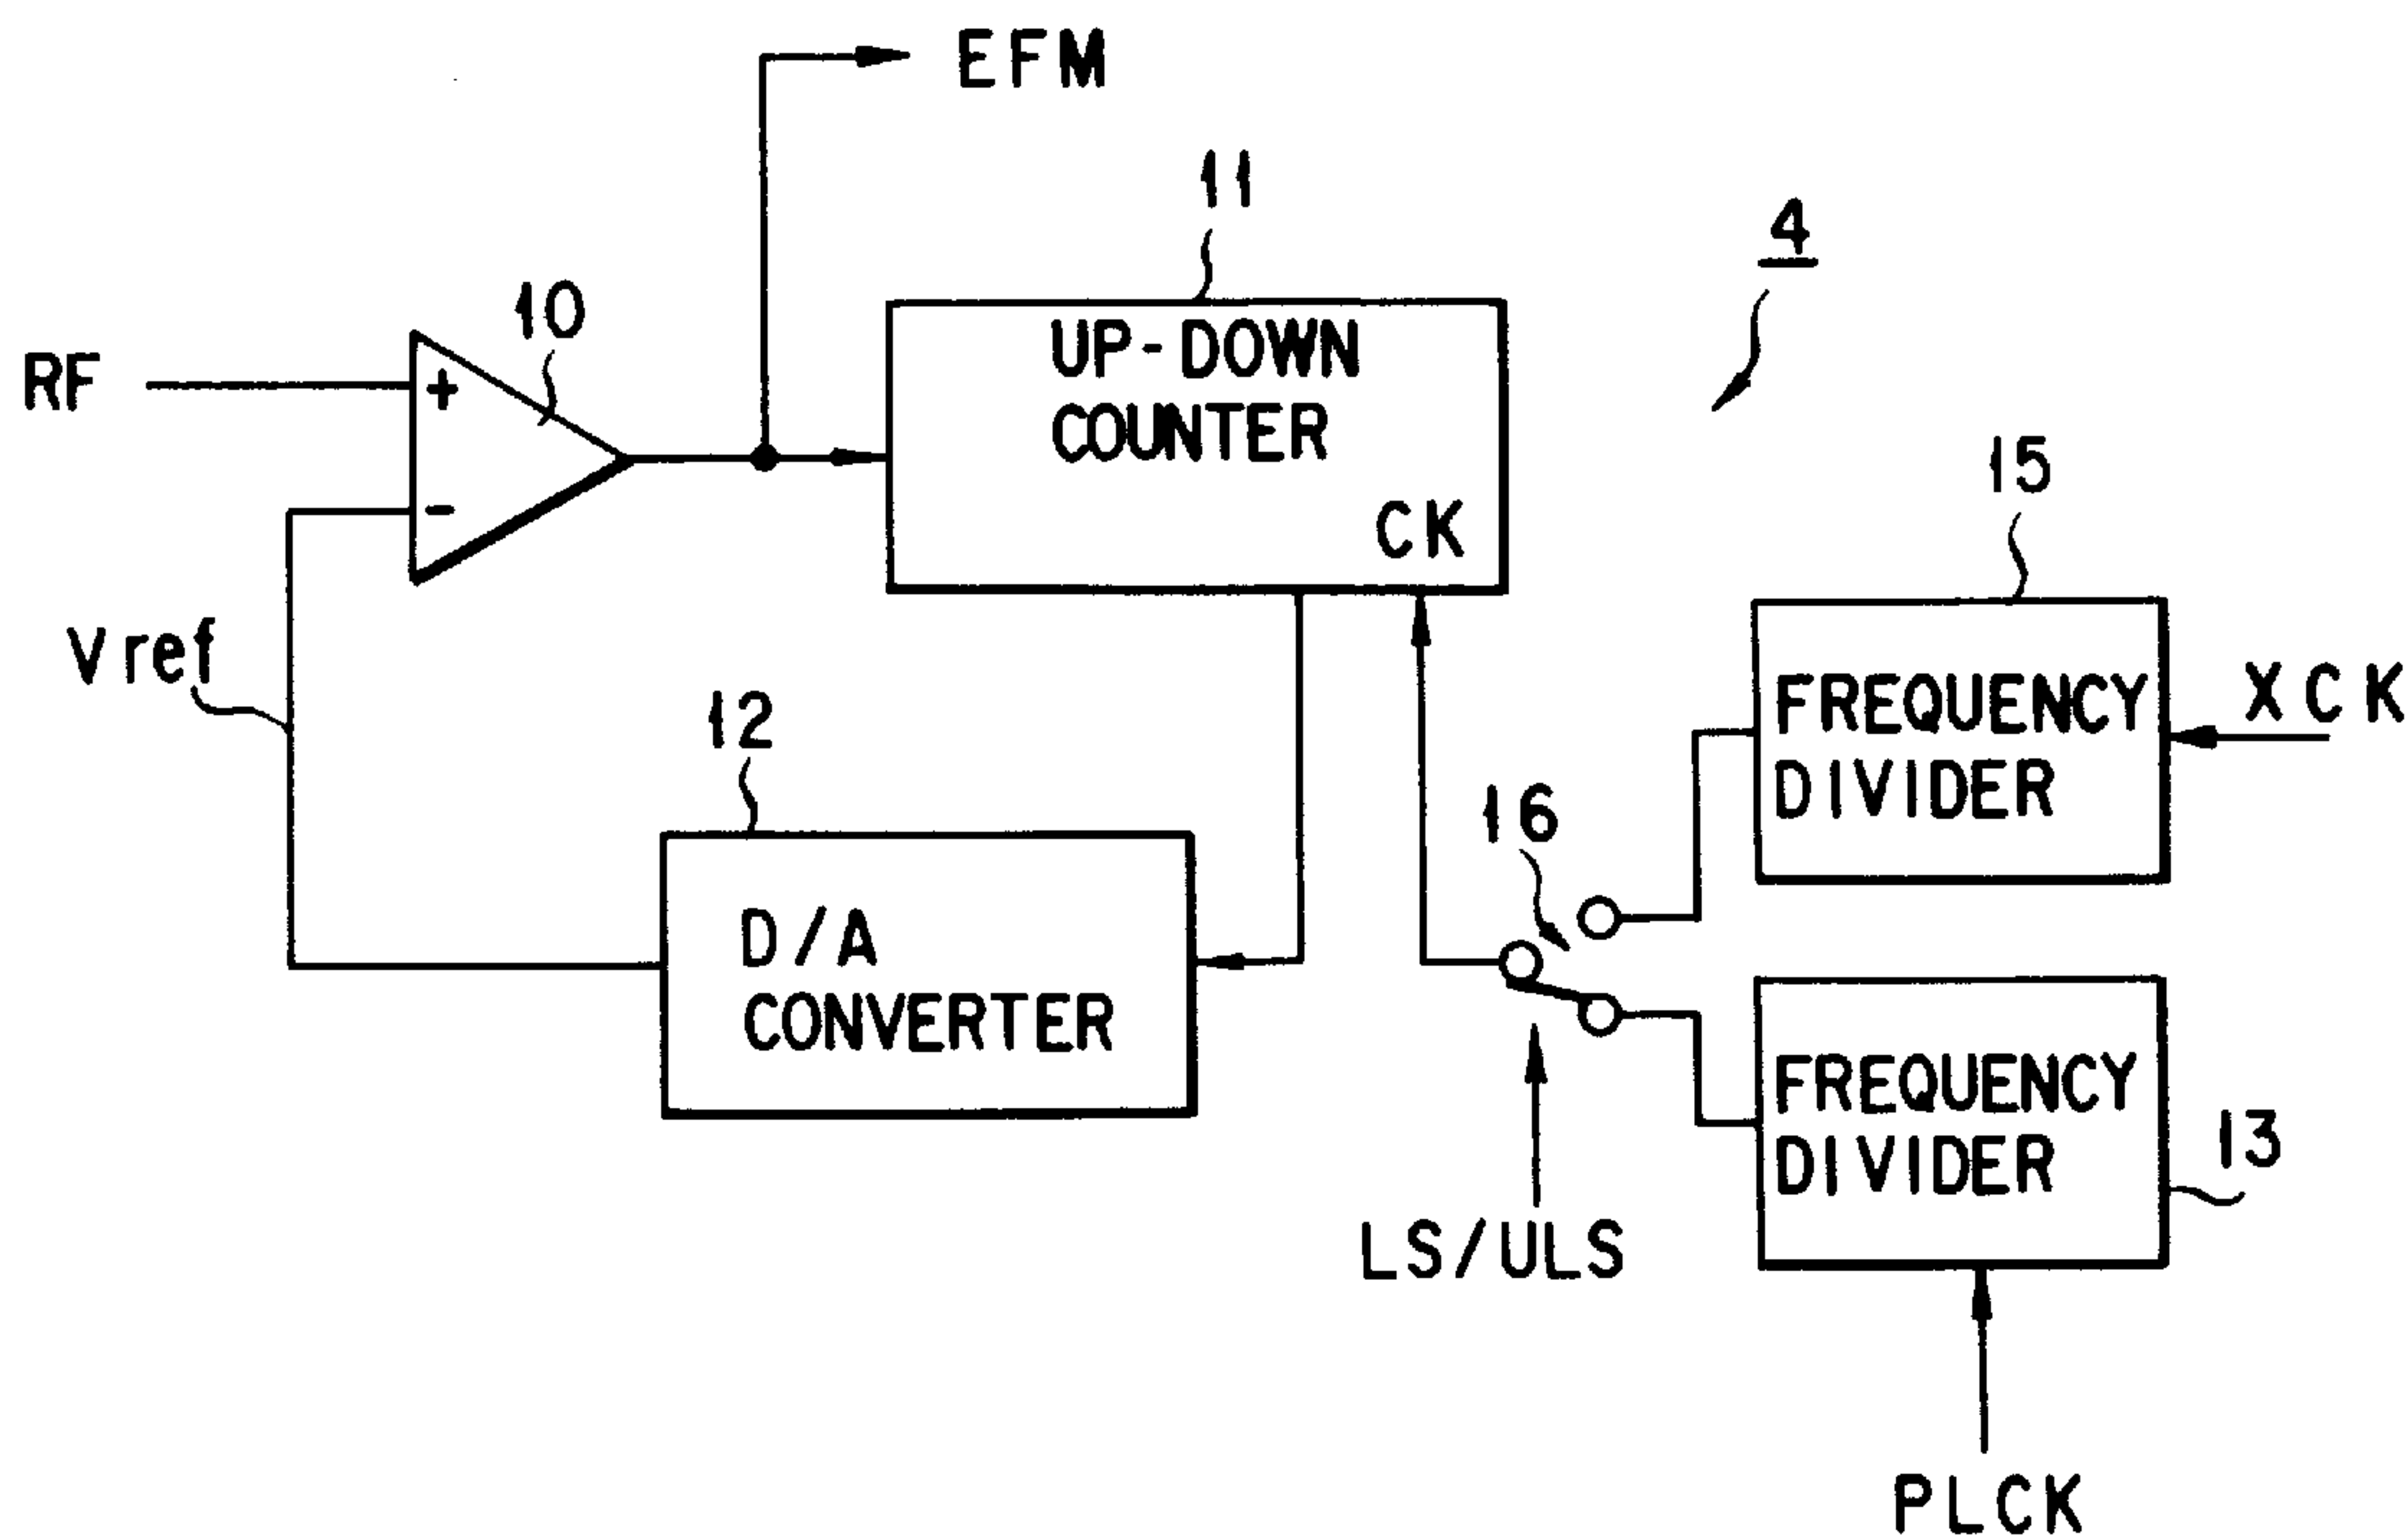 EFM
11
4
10
UP-DOWN
COUNTER
RF
+
15
-
CK
Vref
12
FREQUENCY
DIVIDER
XCK
16
D/A
CONVERTER
FREQUENCY
DIVIDER
13
LS/ULS
PLCK